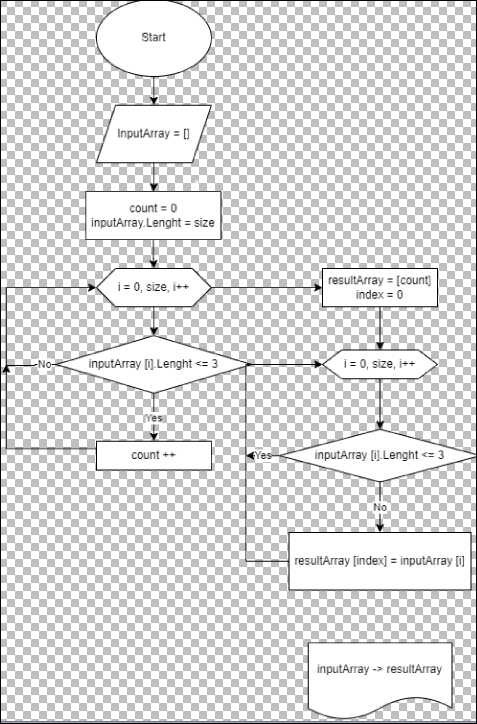 Start
InputArray = []
count = 0
inputArray.Lenght = size
i = 0, size, i++
resultArray = [count]
index = 0
No
inputArray [i].Lenght <= 3
i = 0, size, i++
Yes
count ++
Yes
inputArray [i].Lenght <= 3
No
resultArray [index] = inputArray [i]
inputArray -> resultArray